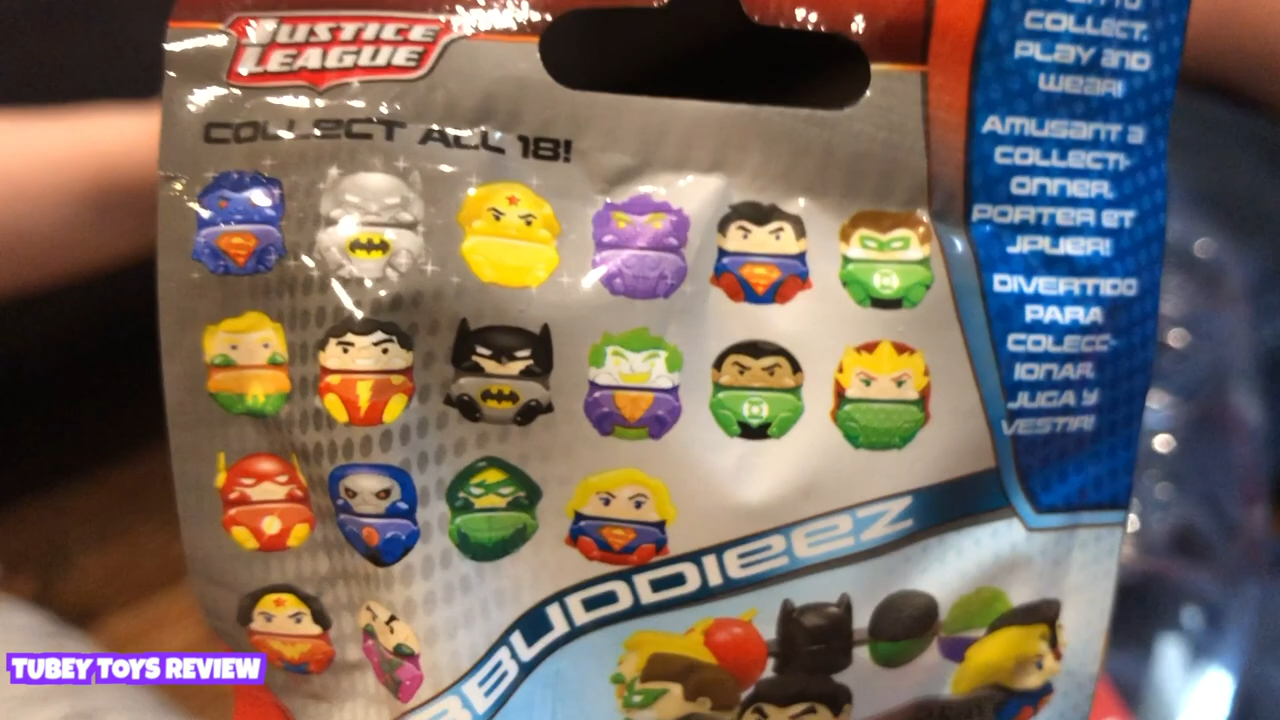 JUSTICE
LEAGUE
COLLECT ALL 18!
COLLECT,
PLAY AND
WEAR!
AMUSANT à
COLLECTI-
ONNER,
PORTER ET
JPUER!
DIVERTIDO
PARA
COLECC-
IONAR,
JUGA Y
VESTIR!
BUDDIEEZ
TUBEY TOYS REVIEW